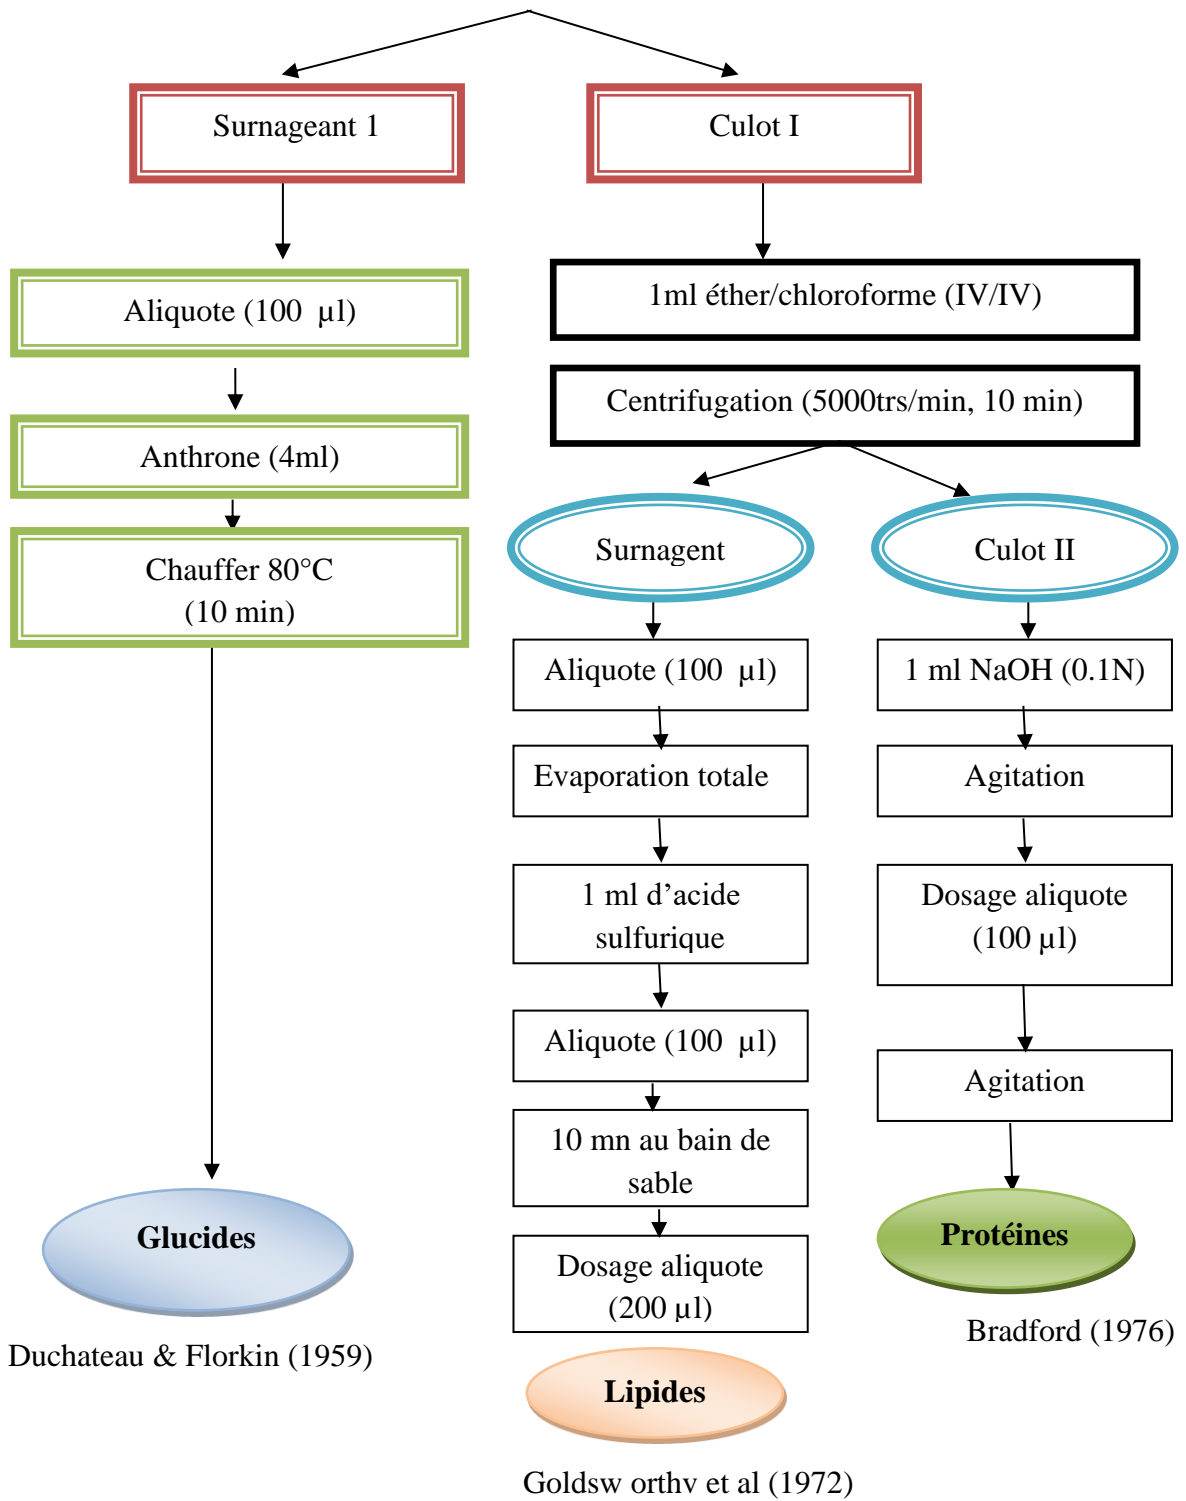 Surnageant 1
Culot I
Aliquote (100 µl)
Anthrone (4ml)
Chauffer 80°C
(10 min)
Glucides
Duchateau & Florkin (1959)
1ml éther/chloroforme (IV/IV)
Centrifugation (5000trs/min, 10 min)
Surnagent
Aliquote (100 µl)
Evaporation totale
1 ml d’acide
sulfurique
Aliquote (100 µl)
10 mn au bain de
sable
Dosage aliquote
(200 µl)
Lipides
Goldsw orthv et al (1972)
Culot II
1 ml NaOH (0.1N)
Agitation
Dosage aliquote
(100 µl)
Agitation
Protéines
Bradford (1976)